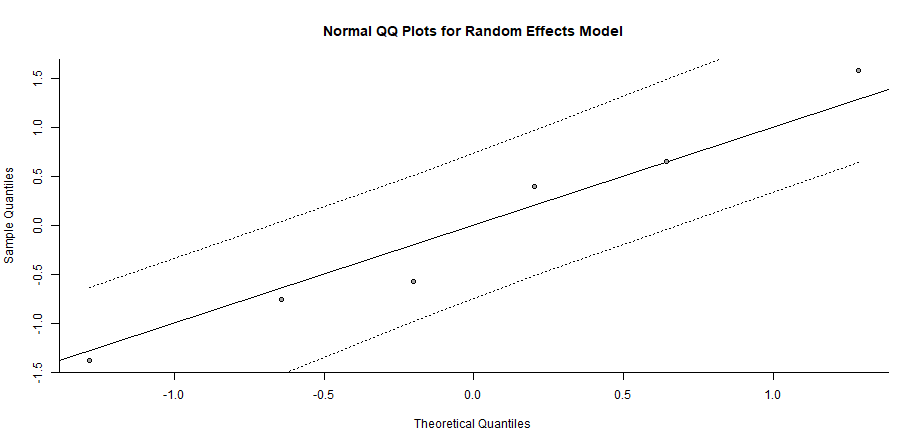 Normal QQ Plots for Random Effects Model
Sample Quantiles
1.5
1.0
0.5
0.0
-0.5
-1.0
-1.5
-1.0 -0.5 0.0 0.5 1.0
Theoretical Quantiles